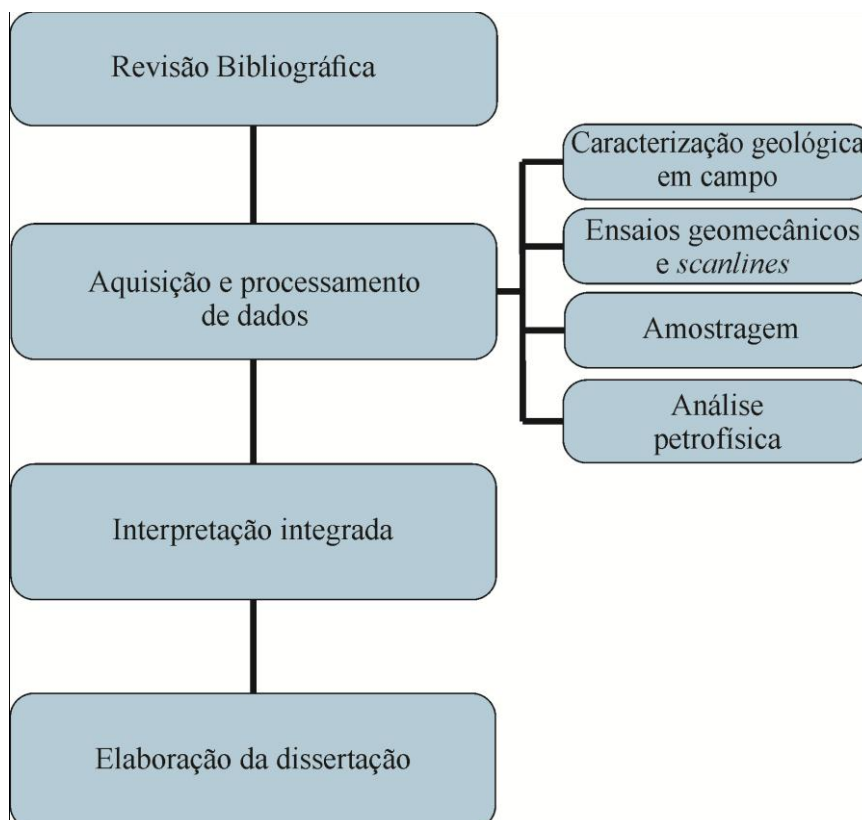 Revisão Bibliográfica
Aquisição e processamento
de dados
Caracterização geológica
em campo
Ensaios geomecânicos
e scanlines
Amostragem
Análise
petrofísica
Interpretação integrada
Elaboração da dissertação